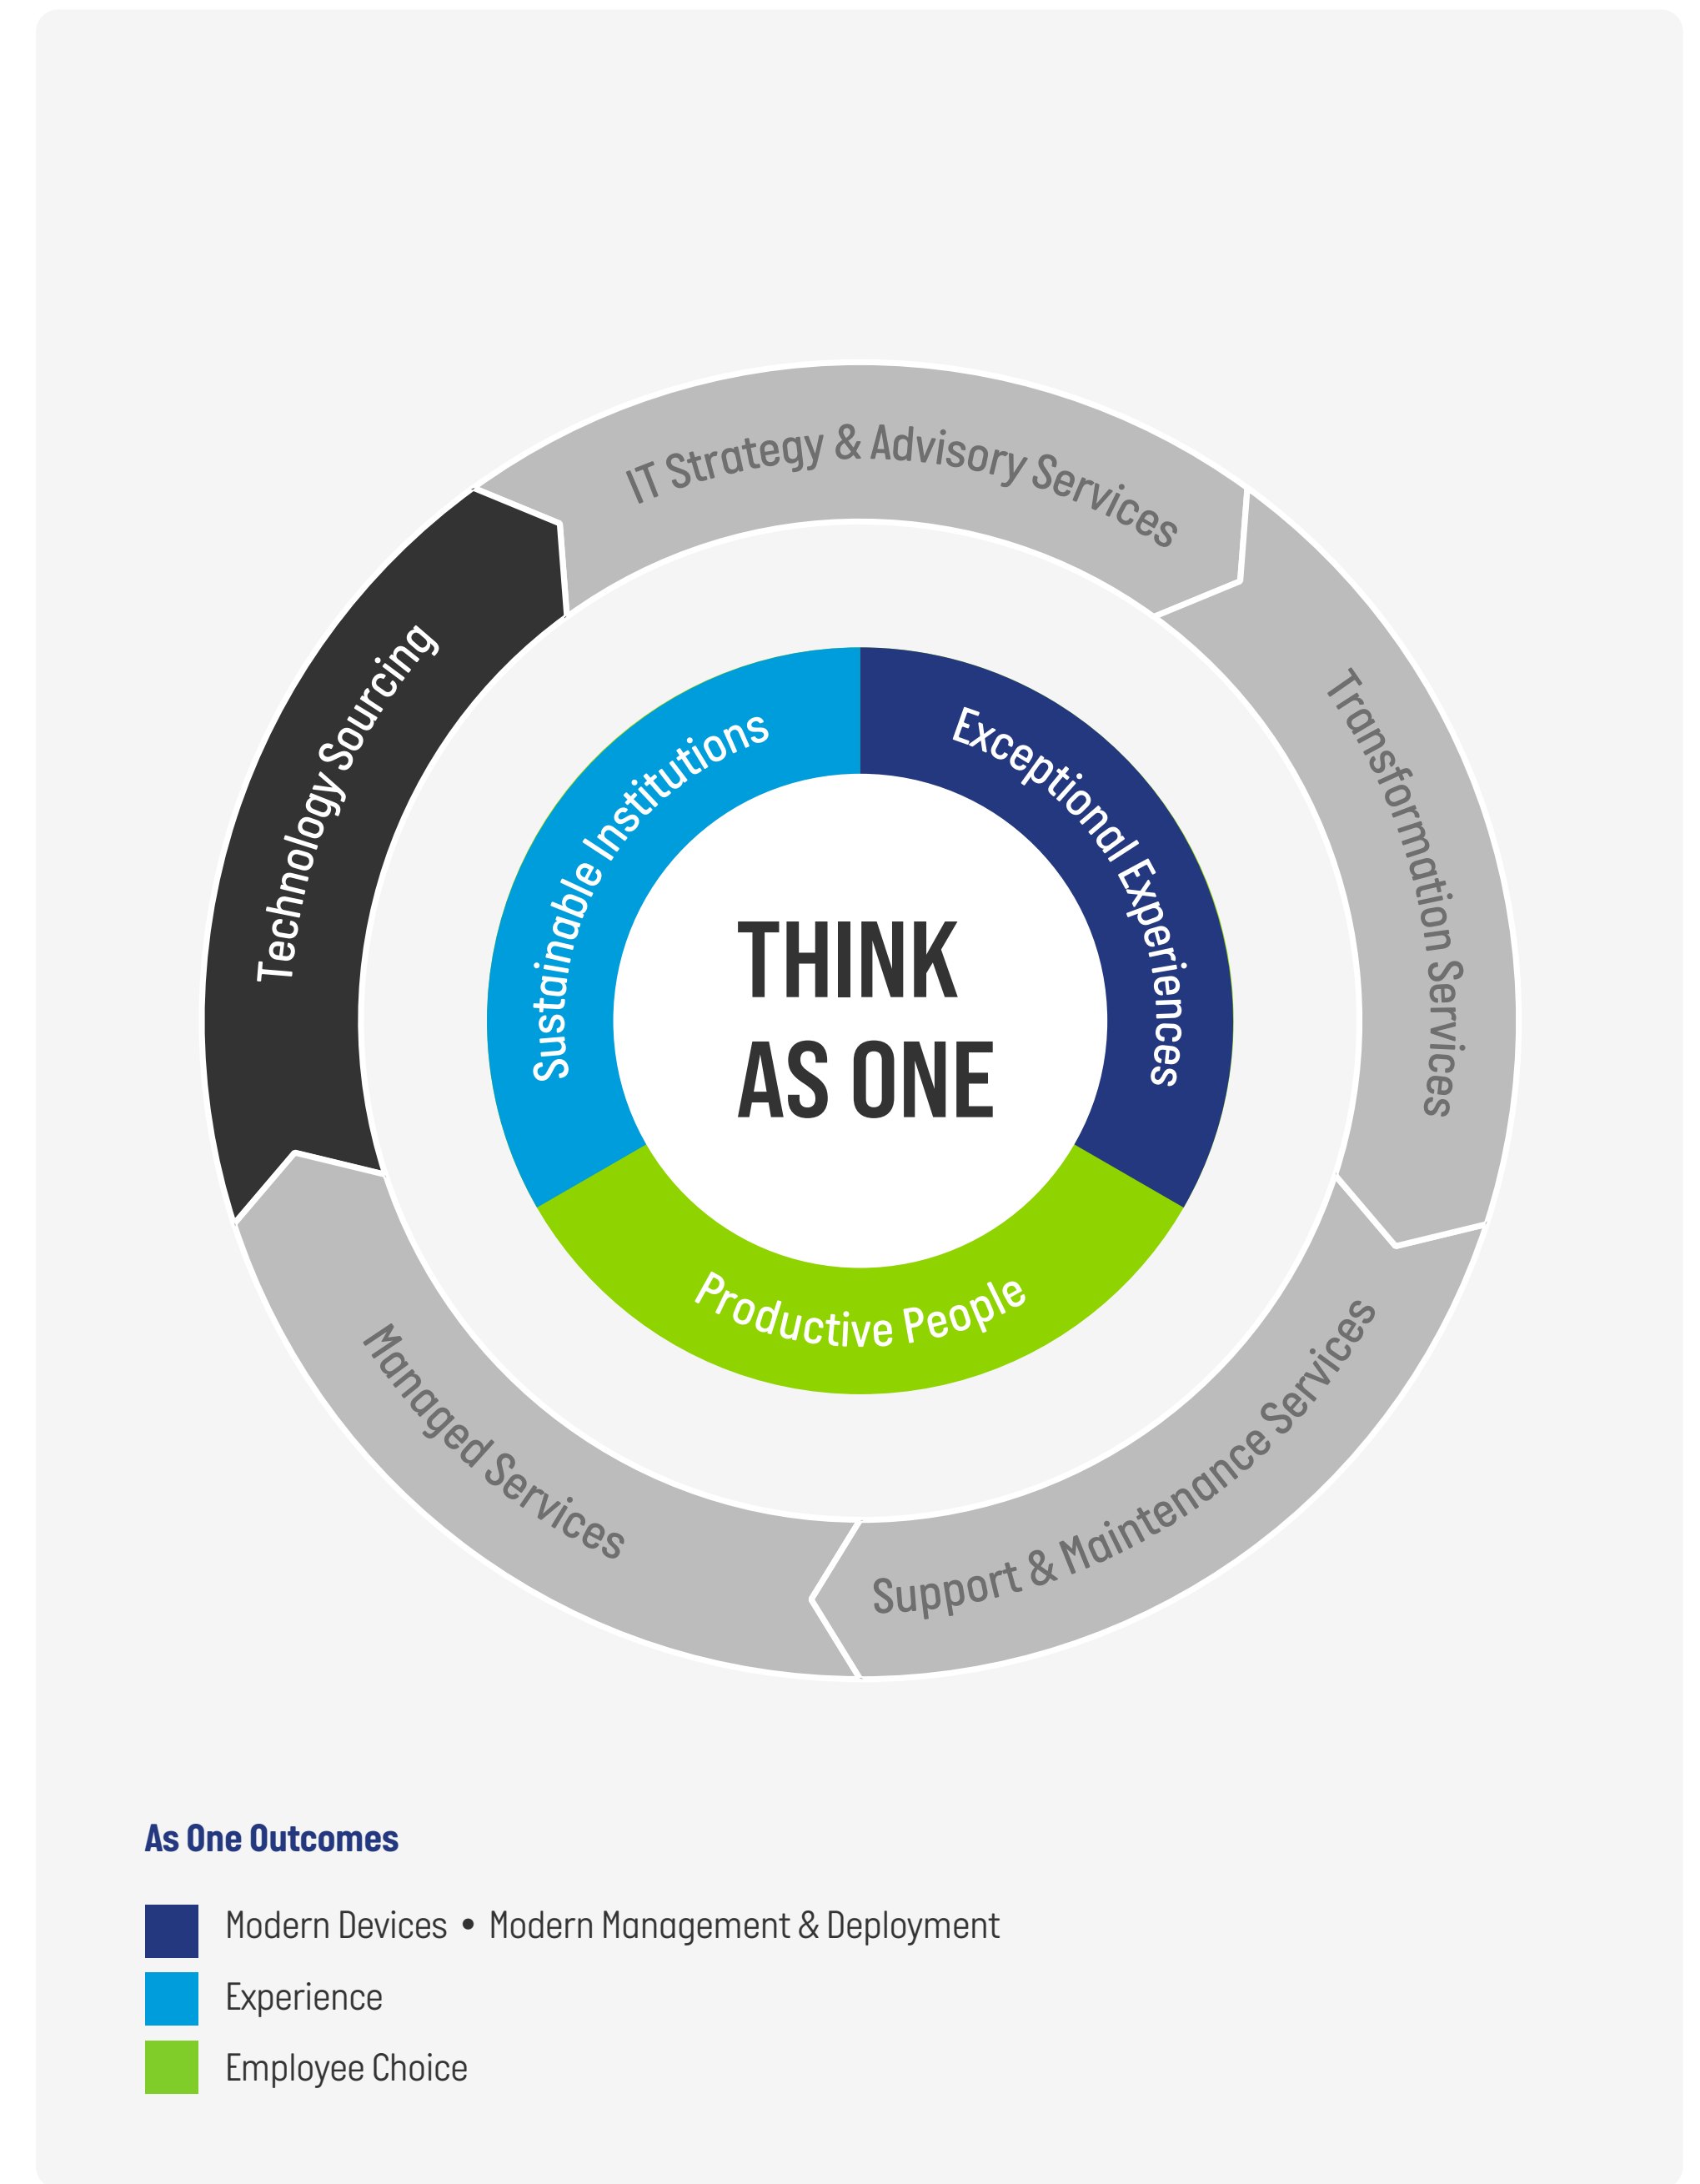 IT Strategy & Advisory Services
Transformation Services
Support & Maintenance Services
Managed Services
Technology Sourcing
Exceptional Experiences
Productive People
Sustainable Institutions
THINK
AS ONE
As One Outcomes
Modern Devices • Modern Management & Deployment
Experience
Employee Choice